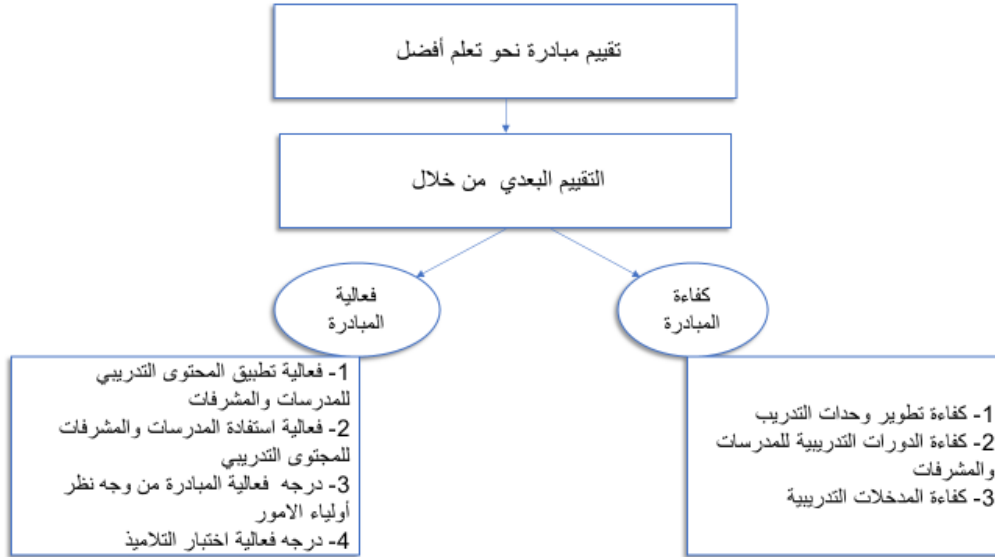 تقييم مبادرة نحو تعلم أفضل
التقييم البعدي من خلال
كفاءة
المبادرة
فعالية
المبادرة
1- كفاءة تطوير وحدات التدريب
2- كفاءة الدورات التدريبية للمدرسات
والمشرفات
3- كفاءة المدخلات التدريبية
1- فعالية تطبيق المحتوى التدريبي
للمدرسات والمشرفات
2- فعالية استفادة المدرسات والمشرفات
للمجتوى التدريبي
3- درجه فعالية المبادرة من وجه نظر
أولياء الامور
4- درجه فعالية اختبار التلاميذ